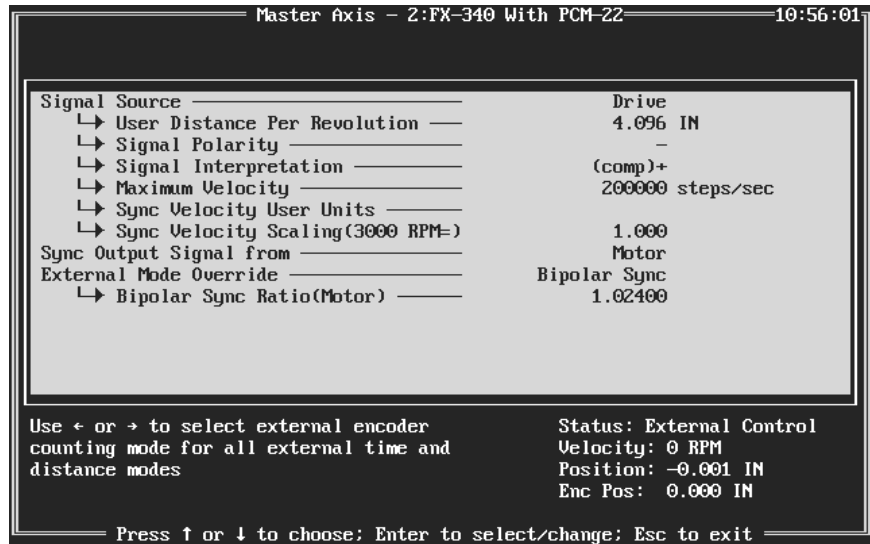 Master Axis – 2:FX–340 With PCM–22 10:56:01
Signal Source Drive
User Distance Per Revolution 4.096 IN
Signal Polarity –
Signal Interpretation (comp)+
Maximum Velocity 200000 steps/sec
Sync Velocity User Units
Sync Velocity Scaling(3000 RPM=) 1.000
Sync Output Signal from Motor
External Mode Override Bipolar Sync
Bipolar Sync Ratio(Motor) 1.02400
Use ← or → to select external encoder
counting mode for all external time and
distance modes
Status: External Control
Velocity: 0 RPM
Position: –0.001 IN
Enc Pos: 0.000 IN
Press ↑ or ↓ to choose; Enter to select/change; Esc to exit